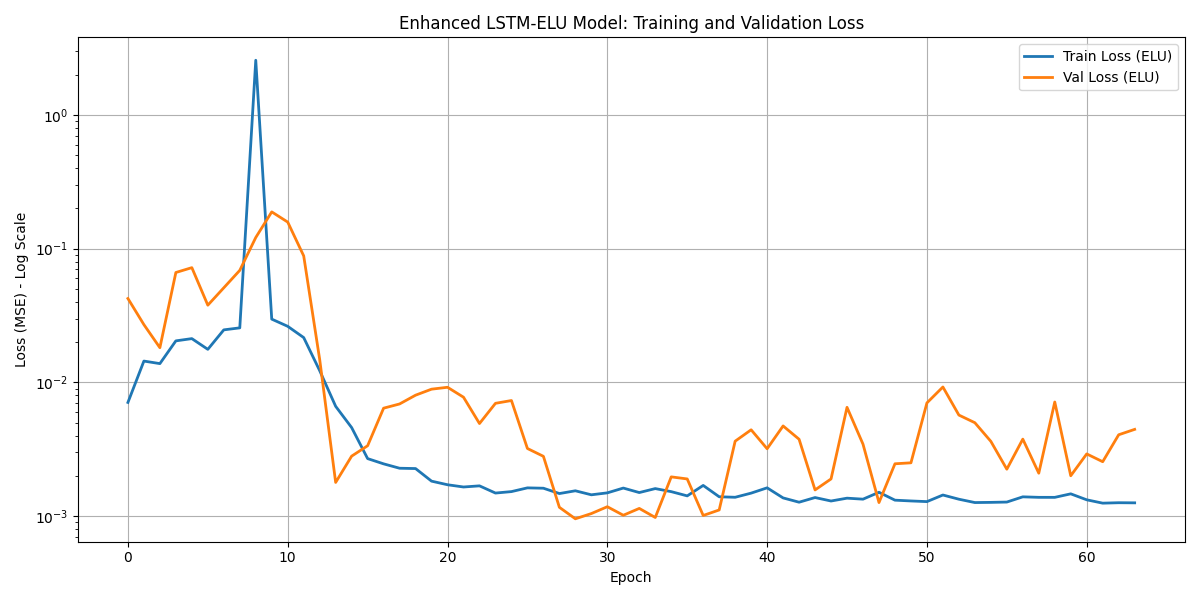 Enhanced LSTM-ELU Model: Training and Validation Loss
Train Loss (ELU)
Val Loss (ELU)
Loss (MSE) - Log Scale
10⁰
10⁻¹
10⁻²
10⁻³
0 10 20 30 40 50 60
Epoch